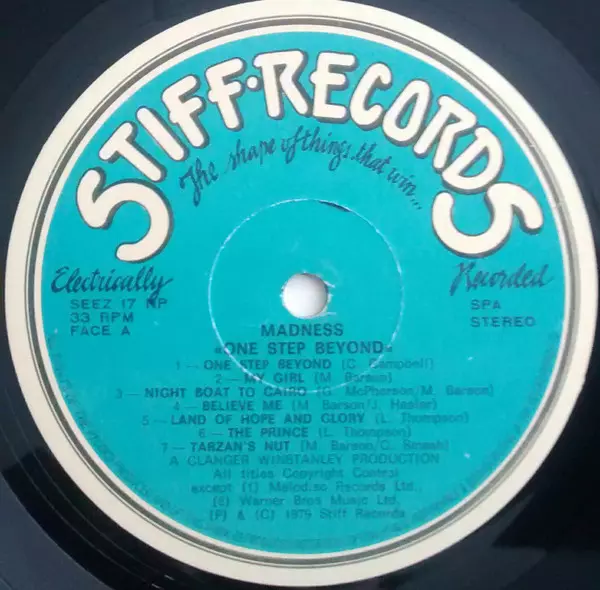 STIFF·RECORDS
The shape of things that win...
Electrically Recorded
SEEZ 17 NP SPA
33 RPM STEREO
FACE A
MADNESS
«ONE STEP BEYOND»
1 — ONE STEP BEYOND (C. Campbell)
2 — MY GIRL (M. Barson)
3 — NIGHT BOAT TO CAIRO (G. McPherson/M. Barson)
4 — BELIEVE ME (M. Barson/J. Hasler)
5 — LAND OF HOPE AND GLORY (L. Thompson)
6 — THE PRINCE (L. Thompson)
7 — TARZAN'S NUT (M. Barson/C. Smash)
A CLANGER WINSTANLEY PRODUCTION
All titles Copyright Control
except (1) Melodisc Records Ltd.
(6) Warner Bros Music Ltd.
(P) & (C) 1979 Stiff Records